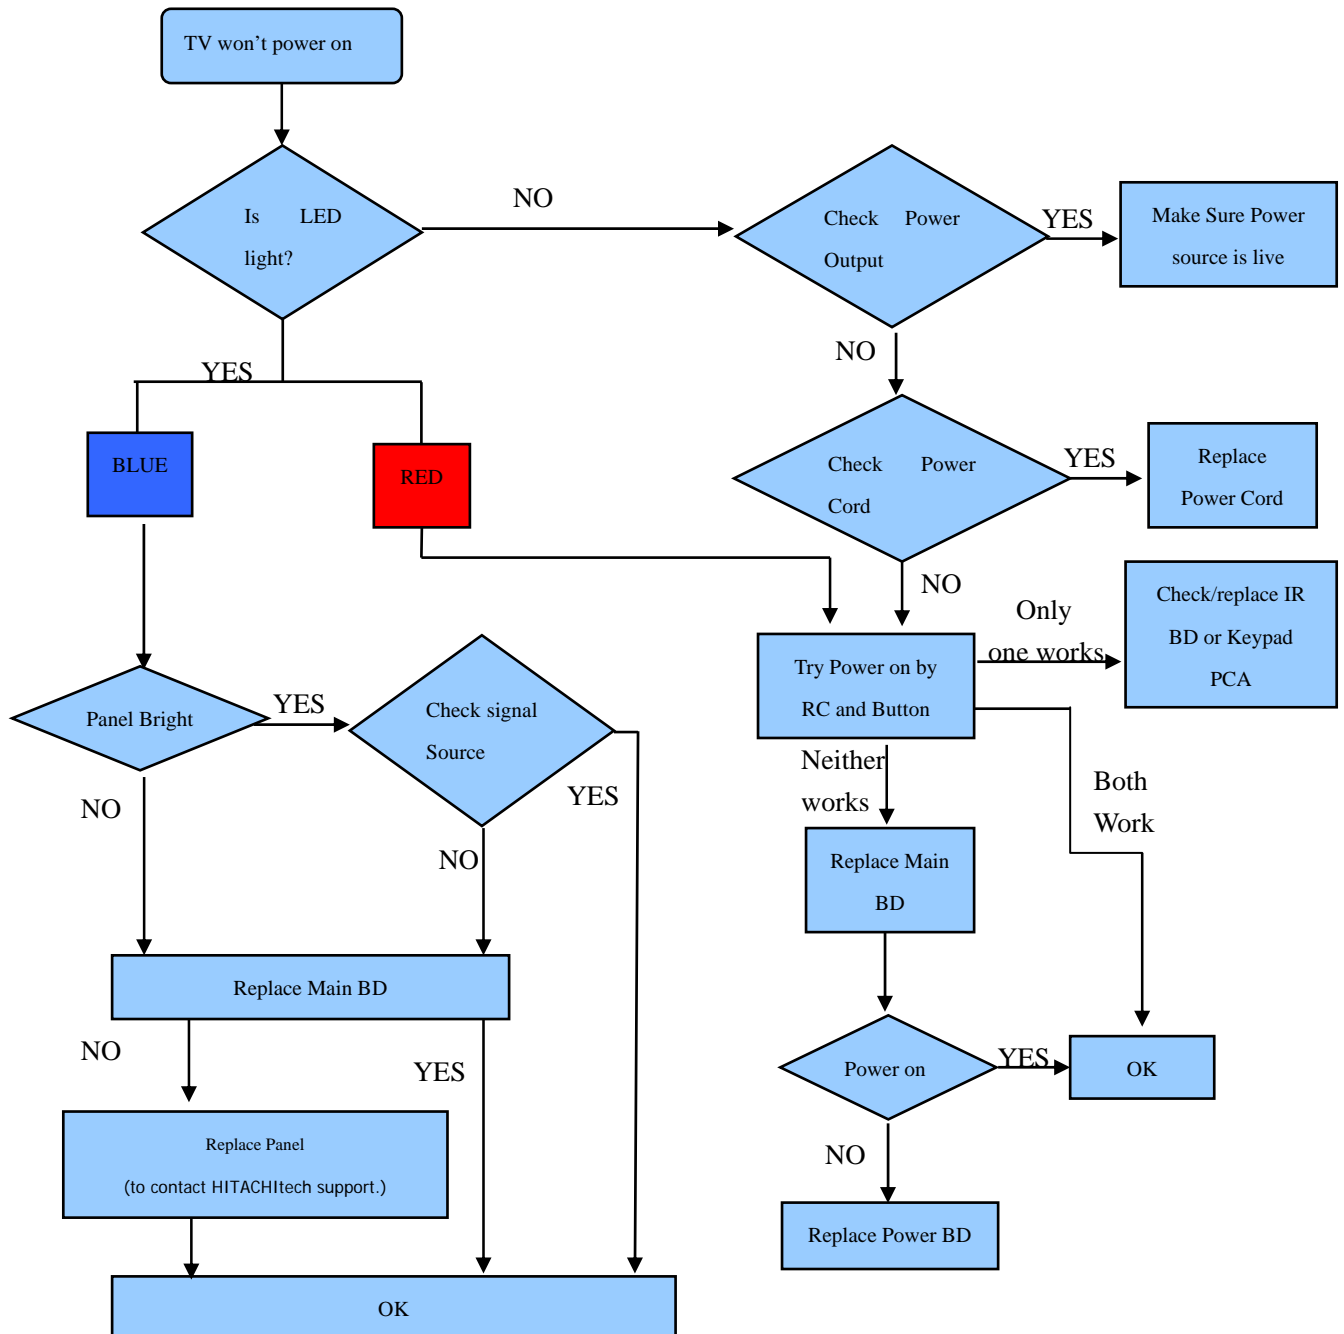 TV won't power on
Is LED
light?
NO
Check Power
Output
YES
Make Sure Power
source is live
YES
NO
BLUE
RED
Check Power
Cord
YES
Replace
Power Cord
NO
Only
one works
Check/replace IR
BD or Keypad
PCA
Panel Bright
YES
Check signal
Source
Try Power on by
RC and Button
NO
YES
Neither
works
Both
Work
NO
Replace Main
BD
Replace Main BD
NO
YES
Power on
YES
OK
Replace Panel
(to contact HITACHItech support.)
NO
Replace Power BD
OK